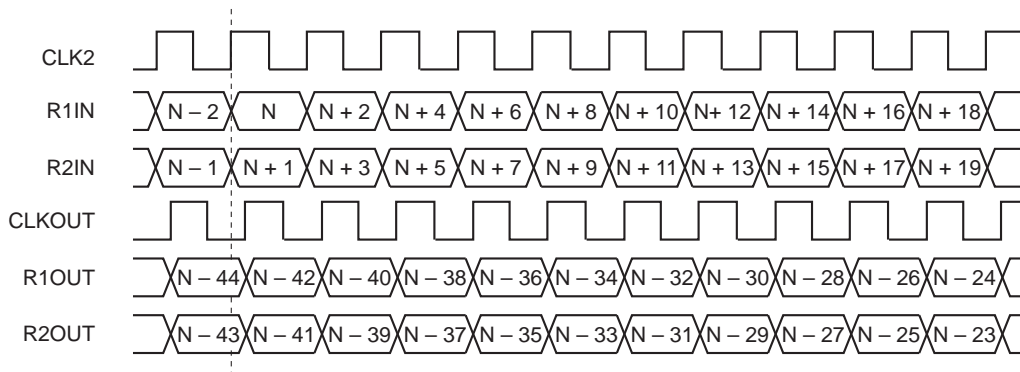 CLK2
R1IN N – 2 N N + 2 N + 4 N + 6 N + 8 N + 10 N+ 12 N + 14 N + 16 N + 18
R2IN N – 1 N + 1 N + 3 N + 5 N + 7 N + 9 N + 11 N + 13 N + 15 N + 17 N + 19
CLKOUT
R1OUT N – 44 N – 42 N – 40 N – 38 N – 36 N – 34 N – 32 N – 30 N – 28 N – 26 N – 24
R2OUT N – 43 N – 41 N – 39 N – 37 N – 35 N – 33 N – 31 N – 29 N – 27 N – 25 N – 23